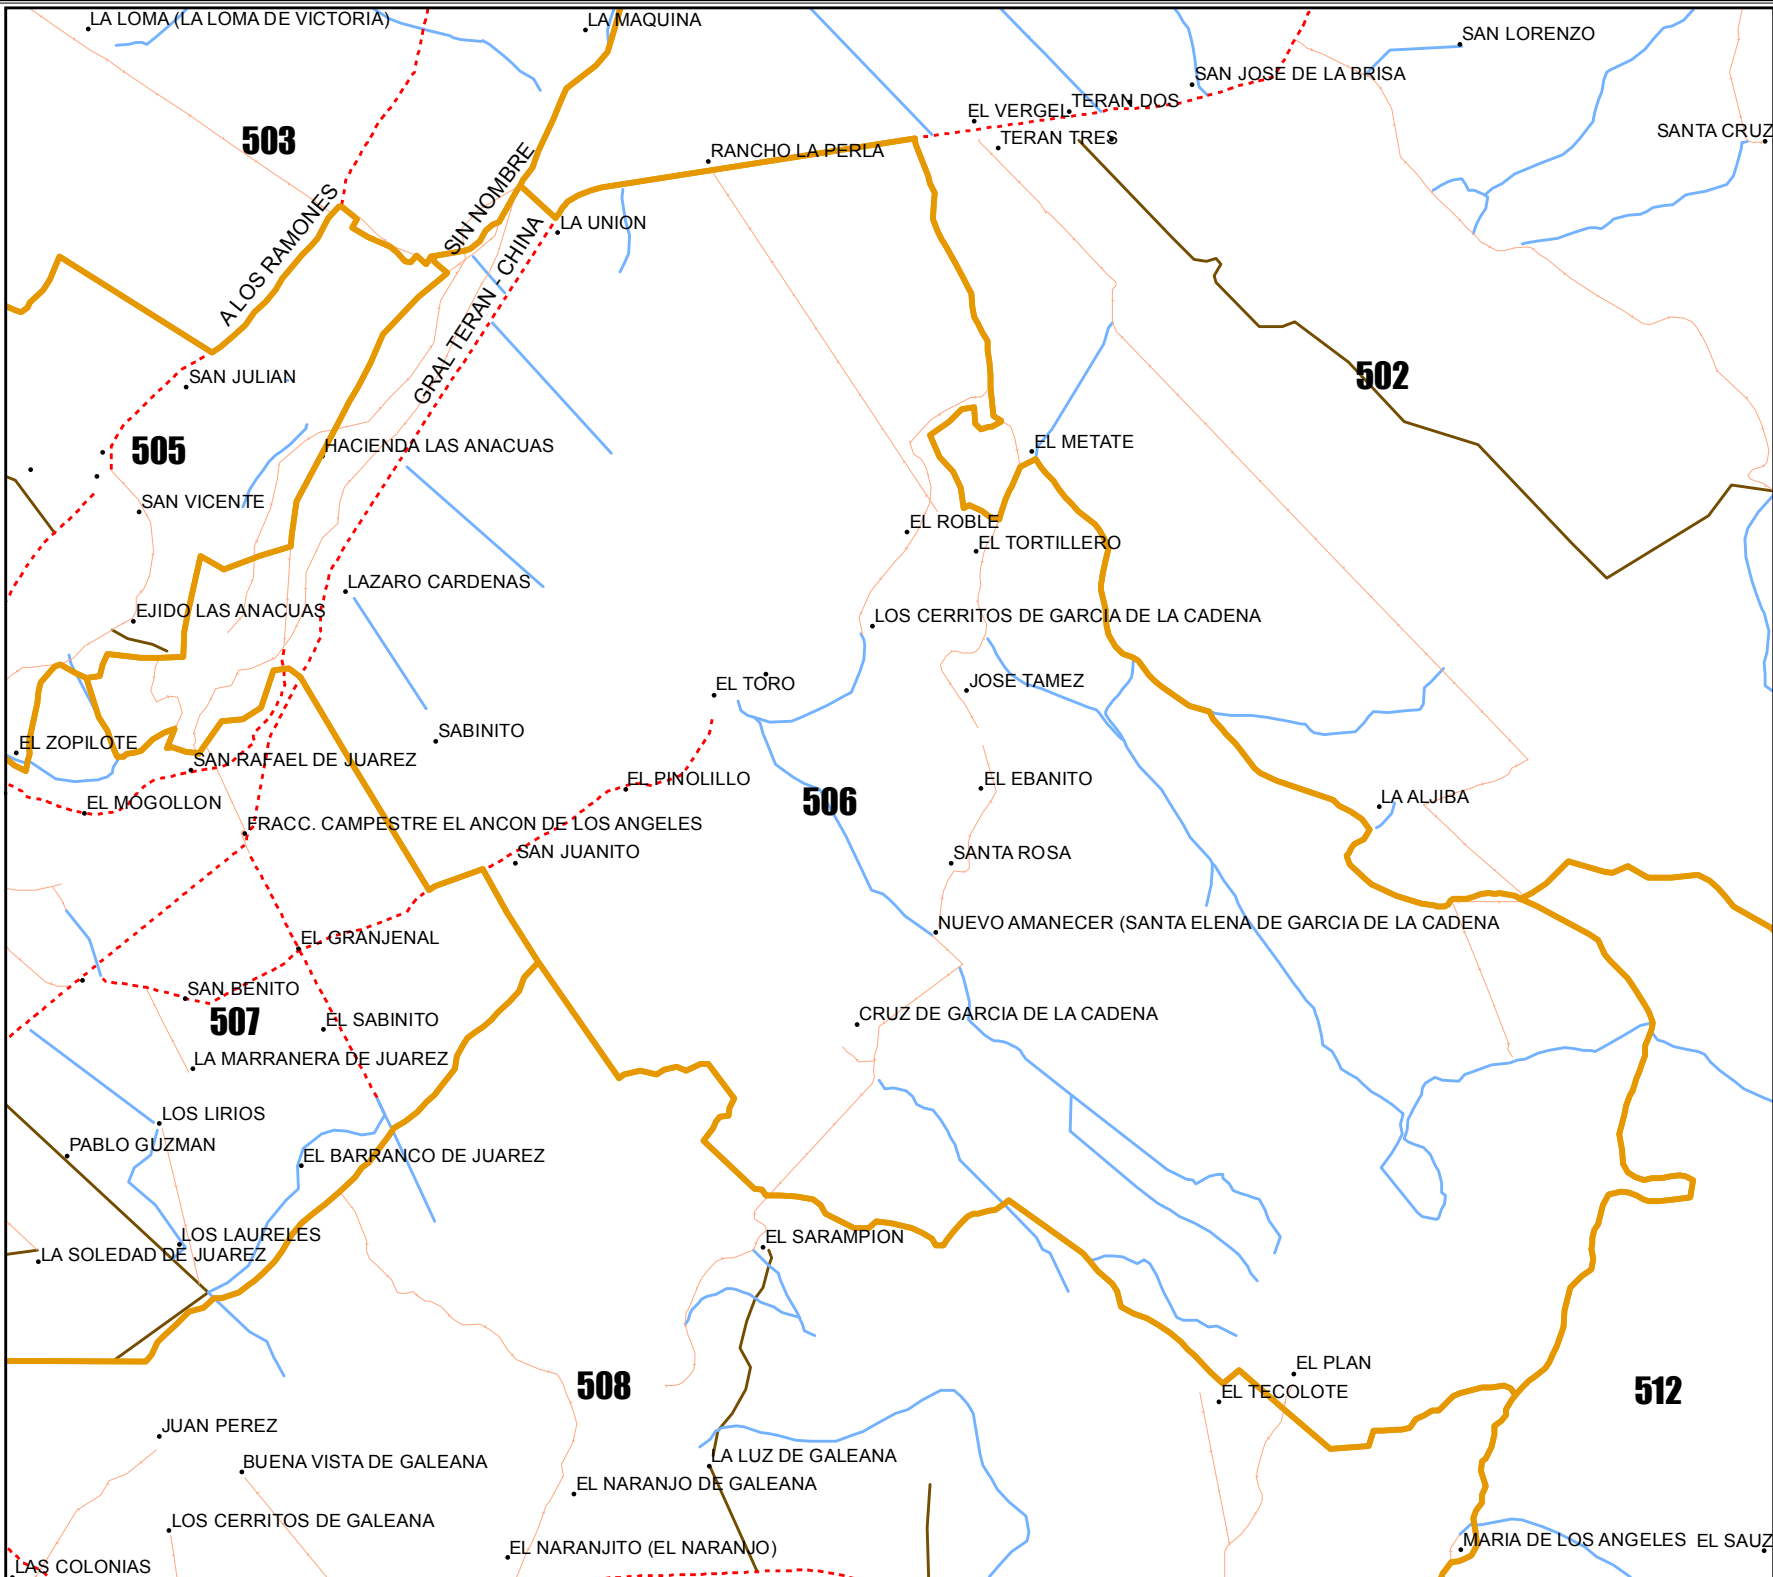 LA LOMA (LA LOMA DE VICTORIA)
LA MAQUINA
SAN LORENZO
SAN JOSE DE LA BRISA
EL VERGEL
TERAN DOS
TERAN TRES
SANTA CRUZ
503
RANCHO LA PERLA
SIN NOMBRE
A LOS RAMONES
LA UNION
GRAL TERAN - CHINA
SAN JULIAN
502
505
HACIENDA LAS ANACUAS
EL METATE
SAN VICENTE
EL ROBLE
EL TORTILLERO
LAZARO CARDENAS
EJIDO LAS ANACUAS
LOS CERRITOS DE GARCIA DE LA CADENA
EL TORO
JOSE TAMEZ
EL ZOPILOTE
SABINITO
SAN RAFAEL DE JUAREZ
EL PINOLILLO
EL EBANITO
EL MOGOLLON
506
LA ALJIBA
FRACC. CAMPESTRE EL ANCON DE LOS ANGELES
SAN JUANITO
SANTA ROSA
EL GRANJENAL
NUEVO AMANECER (SANTA ELENA DE GARCIA DE LA CADENA
SAN BENITO
507
EL SABINITO
CRUZ DE GARCIA DE LA CADENA
LA MARRANERA DE JUAREZ
LOS LIRIOS
PABLO GUZMAN
EL BARRANCO DE JUAREZ
LOS LAURELES
LA SOLEDAD DE JUAREZ
EL SARAMPION
EL PLAN
EL TECOLOTE
508
512
JUAN PEREZ
BUENA VISTA DE GALEANA
LA LUZ DE GALEANA
EL NARANJO DE GALEANA
LOS CERRITOS DE GALEANA
EL NARANJITO (EL NARANJO)
MARIA DE LOS ANGELES
EL SAUZ
LAS COLONIAS